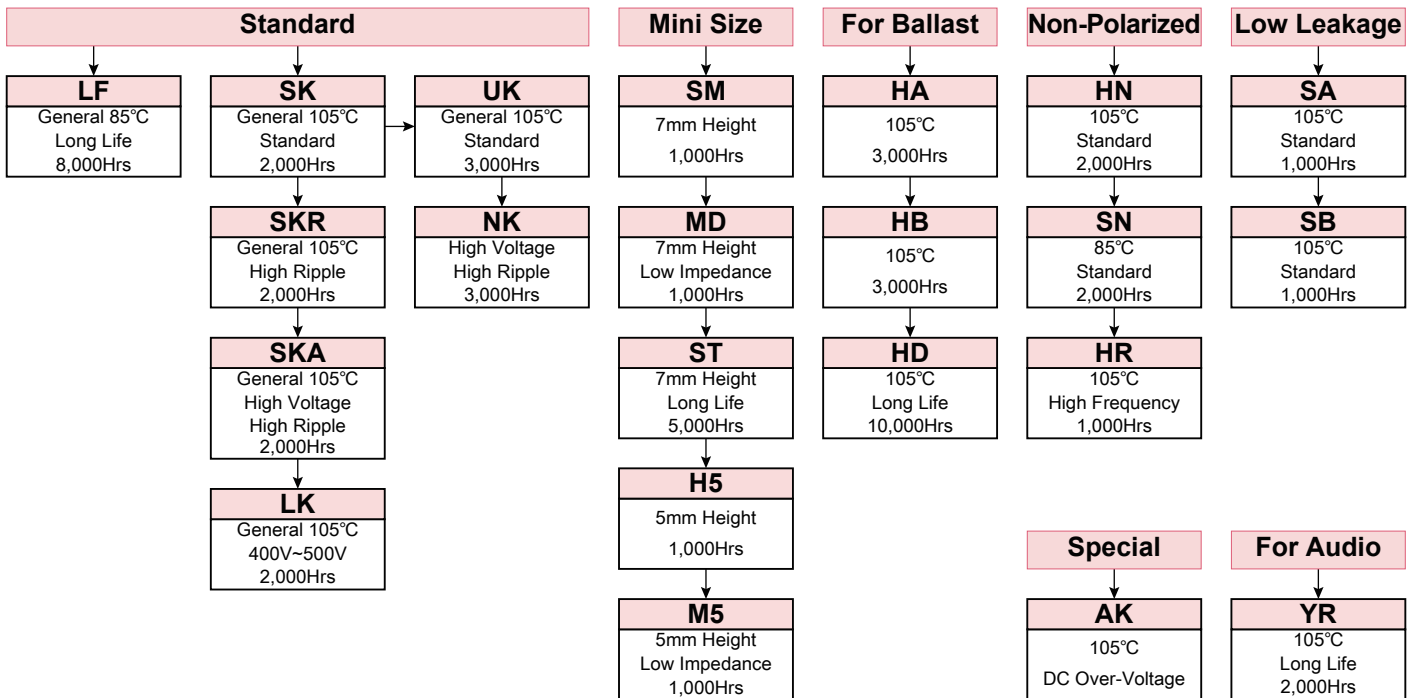 Standard
LF
General 85℃
Long Life
8,000Hrs
SK
General 105℃
Standard
2,000Hrs
UK
General 105℃
Standard
3,000Hrs
SKR
General 105℃
High Ripple
2,000Hrs
NK
High Voltage
High Ripple
3,000Hrs
SKA
General 105℃
High Voltage
High Ripple
2,000Hrs
LK
General 105℃
400V~500V
2,000Hrs
Mini Size
SM
7mm Height
1,000Hrs
MD
7mm Height
Low Impedance
1,000Hrs
ST
7mm Height
Long Life
5,000Hrs
H5
5mm Height
1,000Hrs
M5
5mm Height
Low Impedance
1,000Hrs
For Ballast
HA
105℃
3,000Hrs
HB
105℃
3,000Hrs
HD
105℃
Long Life
10,000Hrs
Non-Polarized
HN
105℃
Standard
2,000Hrs
SN
85℃
Standard
2,000Hrs
HR
105℃
High Frequency
1,000Hrs
Low Leakage
SA
105℃
Standard
1,000Hrs
SB
105℃
Standard
1,000Hrs
Special
AK
105℃
DC Over-Voltage
For Audio
YR
105℃
Long Life
2,000Hrs